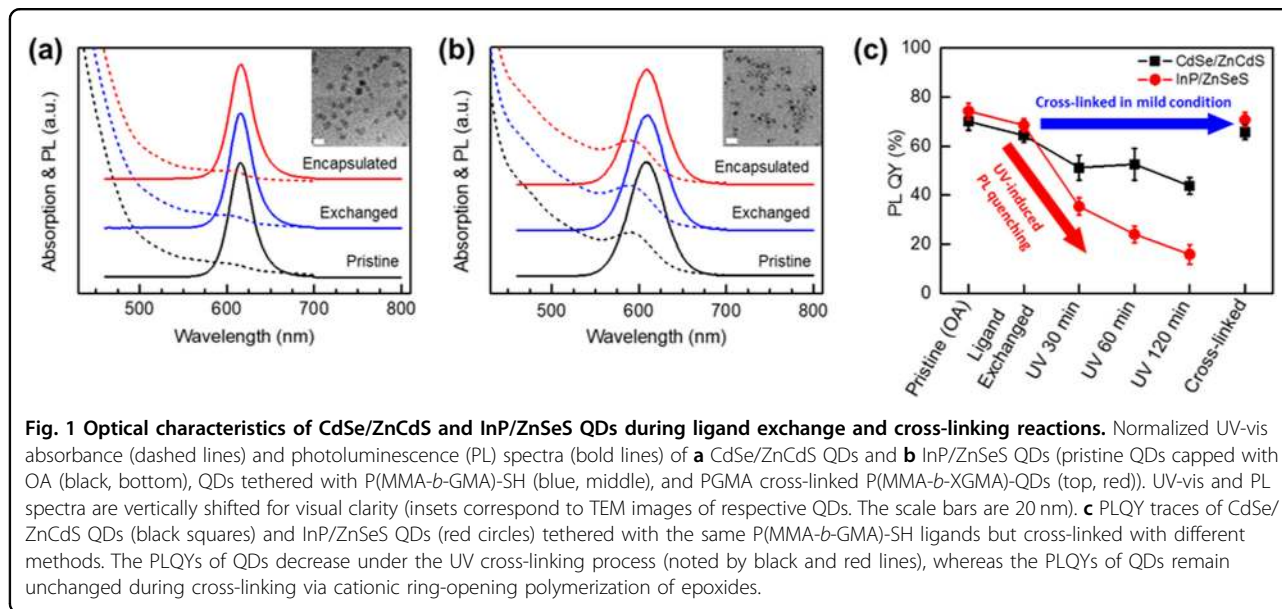 (a)
Absorption & PL (a.u.)
Encapsulated
Exchanged
Pristine
500 600 700 800
Wavelength (nm)
(b)
Absorption & PL (a.u.)
Encapsulated
Exchanged
Pristine
500 600 700 800
Wavelength (nm)
(c)
100
80
60
40
20
0
PL QY (%)
CdSe/ZnCdS
InP/ZnSeS
Cross-linked in mild condition
UV-induced
PL quenching
Pristine (OA)
Ligand
Exchanged
UV 30 min
UV 60 min
UV 120 min
Cross-linked
Fig. 1 Optical characteristics of CdSe/ZnCdS and InP/ZnSeS QDs during ligand exchange and cross-linking reactions. Normalized UV-vis
absorbance (dashed lines) and photoluminescence (PL) spectra (bold lines) of a CdSe/ZnCdS QDs and b InP/ZnSeS QDs (pristine QDs capped with
OA (black, bottom), QDs tethered with P(MMA-b-GMA)-SH (blue, middle), and PGMA cross-linked P(MMA-b-XGMA)-QDs (top, red)). UV-vis and PL
spectra are vertically shifted for visual clarity (insets correspond to TEM images of respective QDs. The scale bars are 20 nm). c PLQY traces of CdSe/
ZnCdS QDs (black squares) and InP/ZnSeS QDs (red circles) tethered with the same P(MMA-b-GMA)-SH ligands but cross-linked with different
methods. The PLQYs of QDs decrease under the UV cross-linking process (noted by black and red lines), whereas the PLQYs of QDs remain
unchanged during cross-linking via cationic ring-opening polymerization of epoxides.